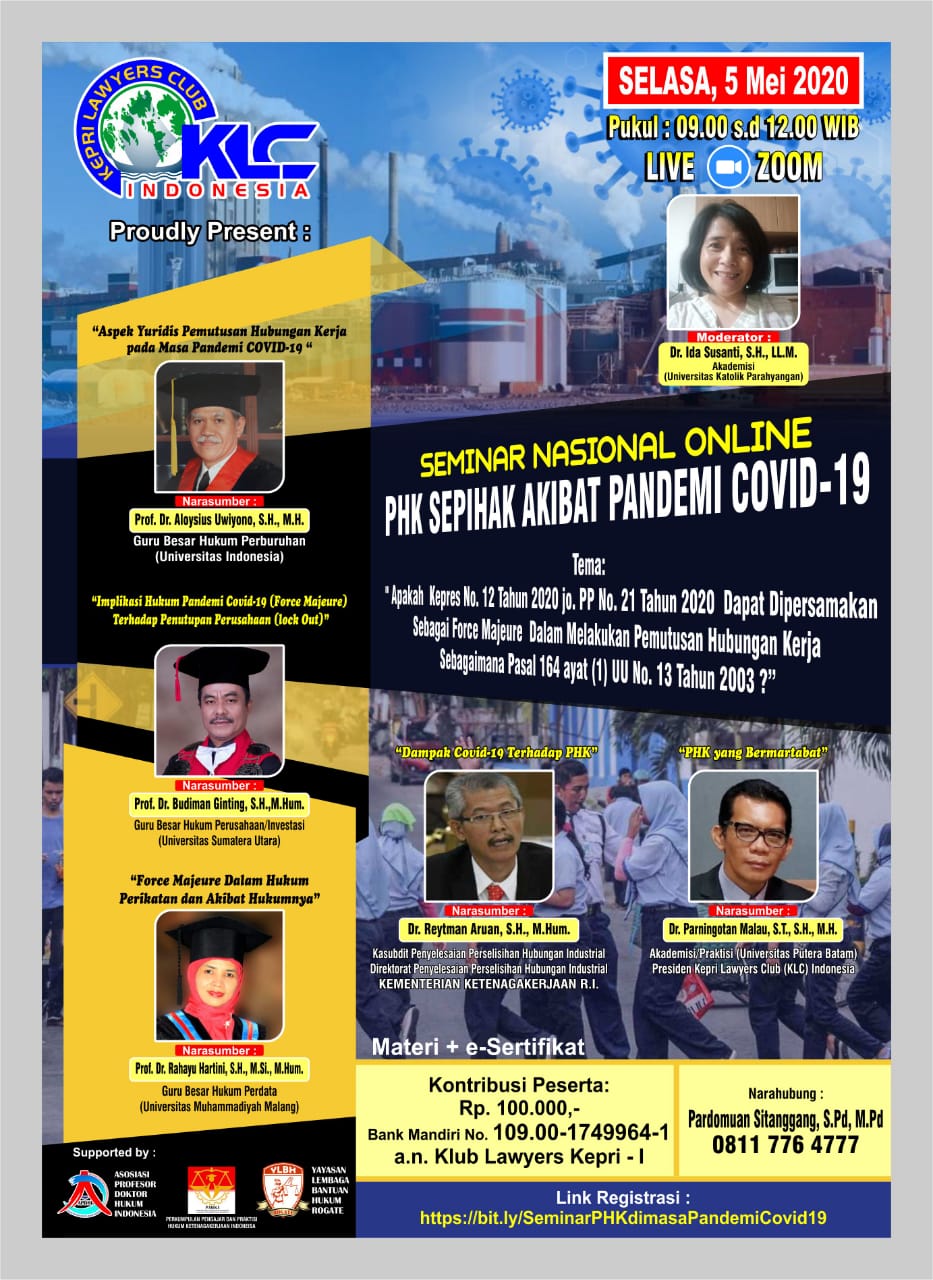 KEPRI LAWYERS CLUB
KLC
INDONESIA
Proudly Present :
SELASA, 5 Mei 2020
Pukul : 09.00 s.d 12.00 WIB
LIVE ZOOM
Moderator :
Dr. Ida Susanti, S.H., LL.M.
Akademisi
(Universitas Katolik Parahyangan)
“Aspek Yuridis Pemutusan Hubungan Kerja
pada Masa Pandemi COVID-19 “
Narasumber :
Prof. Dr. Aloysius Uwiyono, S.H., M.H.
Guru Besar Hukum Perburuhan
(Universitas Indonesia)
SEMINAR NASIONAL ONLINE
PHK SEPIHAK AKIBAT PANDEMI COVID-19
Tema:
" Apakah Kepres No. 12 Tahun 2020 jo. PP No. 21 Tahun 2020 Dapat Dipersamakan
Sebagai Force Majeure Dalam Melakukan Pemutusan Hubungan Kerja
Sebagaimana Pasal 164 ayat (1) UU No. 13 Tahun 2003 ?”
“Implikasi Hukum Pandemi Covid-19 (Force Majeure)
Terhadap Penutupan Perusahaan (lock Out)”
Narasumber :
Prof. Dr. Budiman Ginting, S.H.,M.Hum.
Guru Besar Hukum Perusahaan/Investasi
(Universitas Sumatera Utara)
“Force Majeure Dalam Hukum
Perikatan dan Akibat Hukumnya”
Narasumber :
Prof. Dr. Rahayu Hartini, S.H., M.Si., M.Hum.
Guru Besar Hukum Perdata
(Universitas Muhammadiyah Malang)
“Dampak Covid-19 Terhadap PHK”
Narasumber :
Dr. Reytman Aruan, S.H., M.Hum.
Kasubdit Penyelesaian Perselisihan Hubungan Industrial
Direktorat Penyelesaian Perselisihan Hubungan Industrial
KEMENTERIAN KETENAGAKERJAAN R.I.
“PHK yang Bermartabat”
Narasumber :
Dr. Parningotan Malau, S.T., S.H., M.H.
Akademisi/Praktisi (Universitas Putera Batam)
Presiden Kepri Lawyers Club (KLC) Indonesia
Materi + e-Sertifikat
Kontribusi Peserta:
Rp. 100.000,-
Bank Mandiri No. 109.00-1749964-1
a.n. Klub Lawyers Kepri - I
Narahubung :
Pardomuan Sitanggang, S.Pd, M.Pd
0811 776 4777
Link Registrasi :
https://bit.ly/SeminarPHKdimasaPandemiCovid19
Supported by :
ASOSIASI
PROFESOR
DOKTOR
HUKUM
INDONESIA
PERKUMPULAN PENGAJAR DAN PRAKTISI
HUKUM KETENAGAKERJAAN INDONESIA
YLBH
YAYASAN
LEMBAGA
BANTUAN
HUKUM
ROGATE